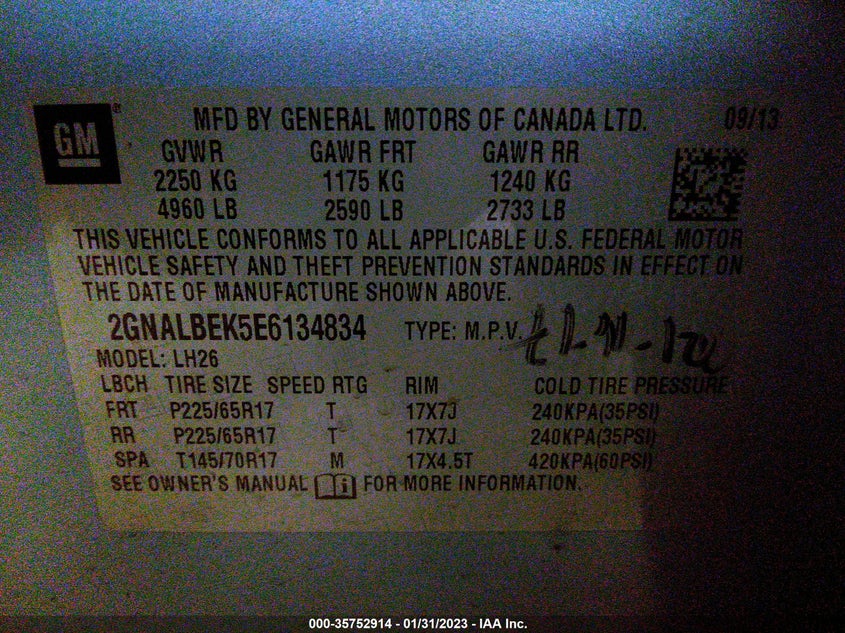 GM
MFD BY GENERAL MOTORS OF CANADA LTD. 09/13
GVWR GAWR FRT GAWR RR
2250 KG 1175 KG 1240 KG
4960 LB 2590 LB 2733 LB
THIS VEHICLE CONFORMS TO ALL APPLICABLE U.S. FEDERAL MOTOR
VEHICLE SAFETY AND THEFT PREVENTION STANDARDS IN EFFECT ON
THE DATE OF MANUFACTURE SHOWN ABOVE.
2GNALBEK5E6134834 TYPE: M.P.V.
MODEL: LH26
LBCH TIRE SIZE SPEED RTG RIM COLD TIRE PRESSURE
FRT P225/65R17 T 17X7J 240KPA(35PSI)
RR P225/65R17 T 17X7J 240KPA(35PSI)
SPA T145/70R17 M 17X4.5T 420KPA(60PSI)
SEE OWNER'S MANUAL FOR MORE INFORMATION.
000-35752914 - 01/31/2023 - IAA Inc.